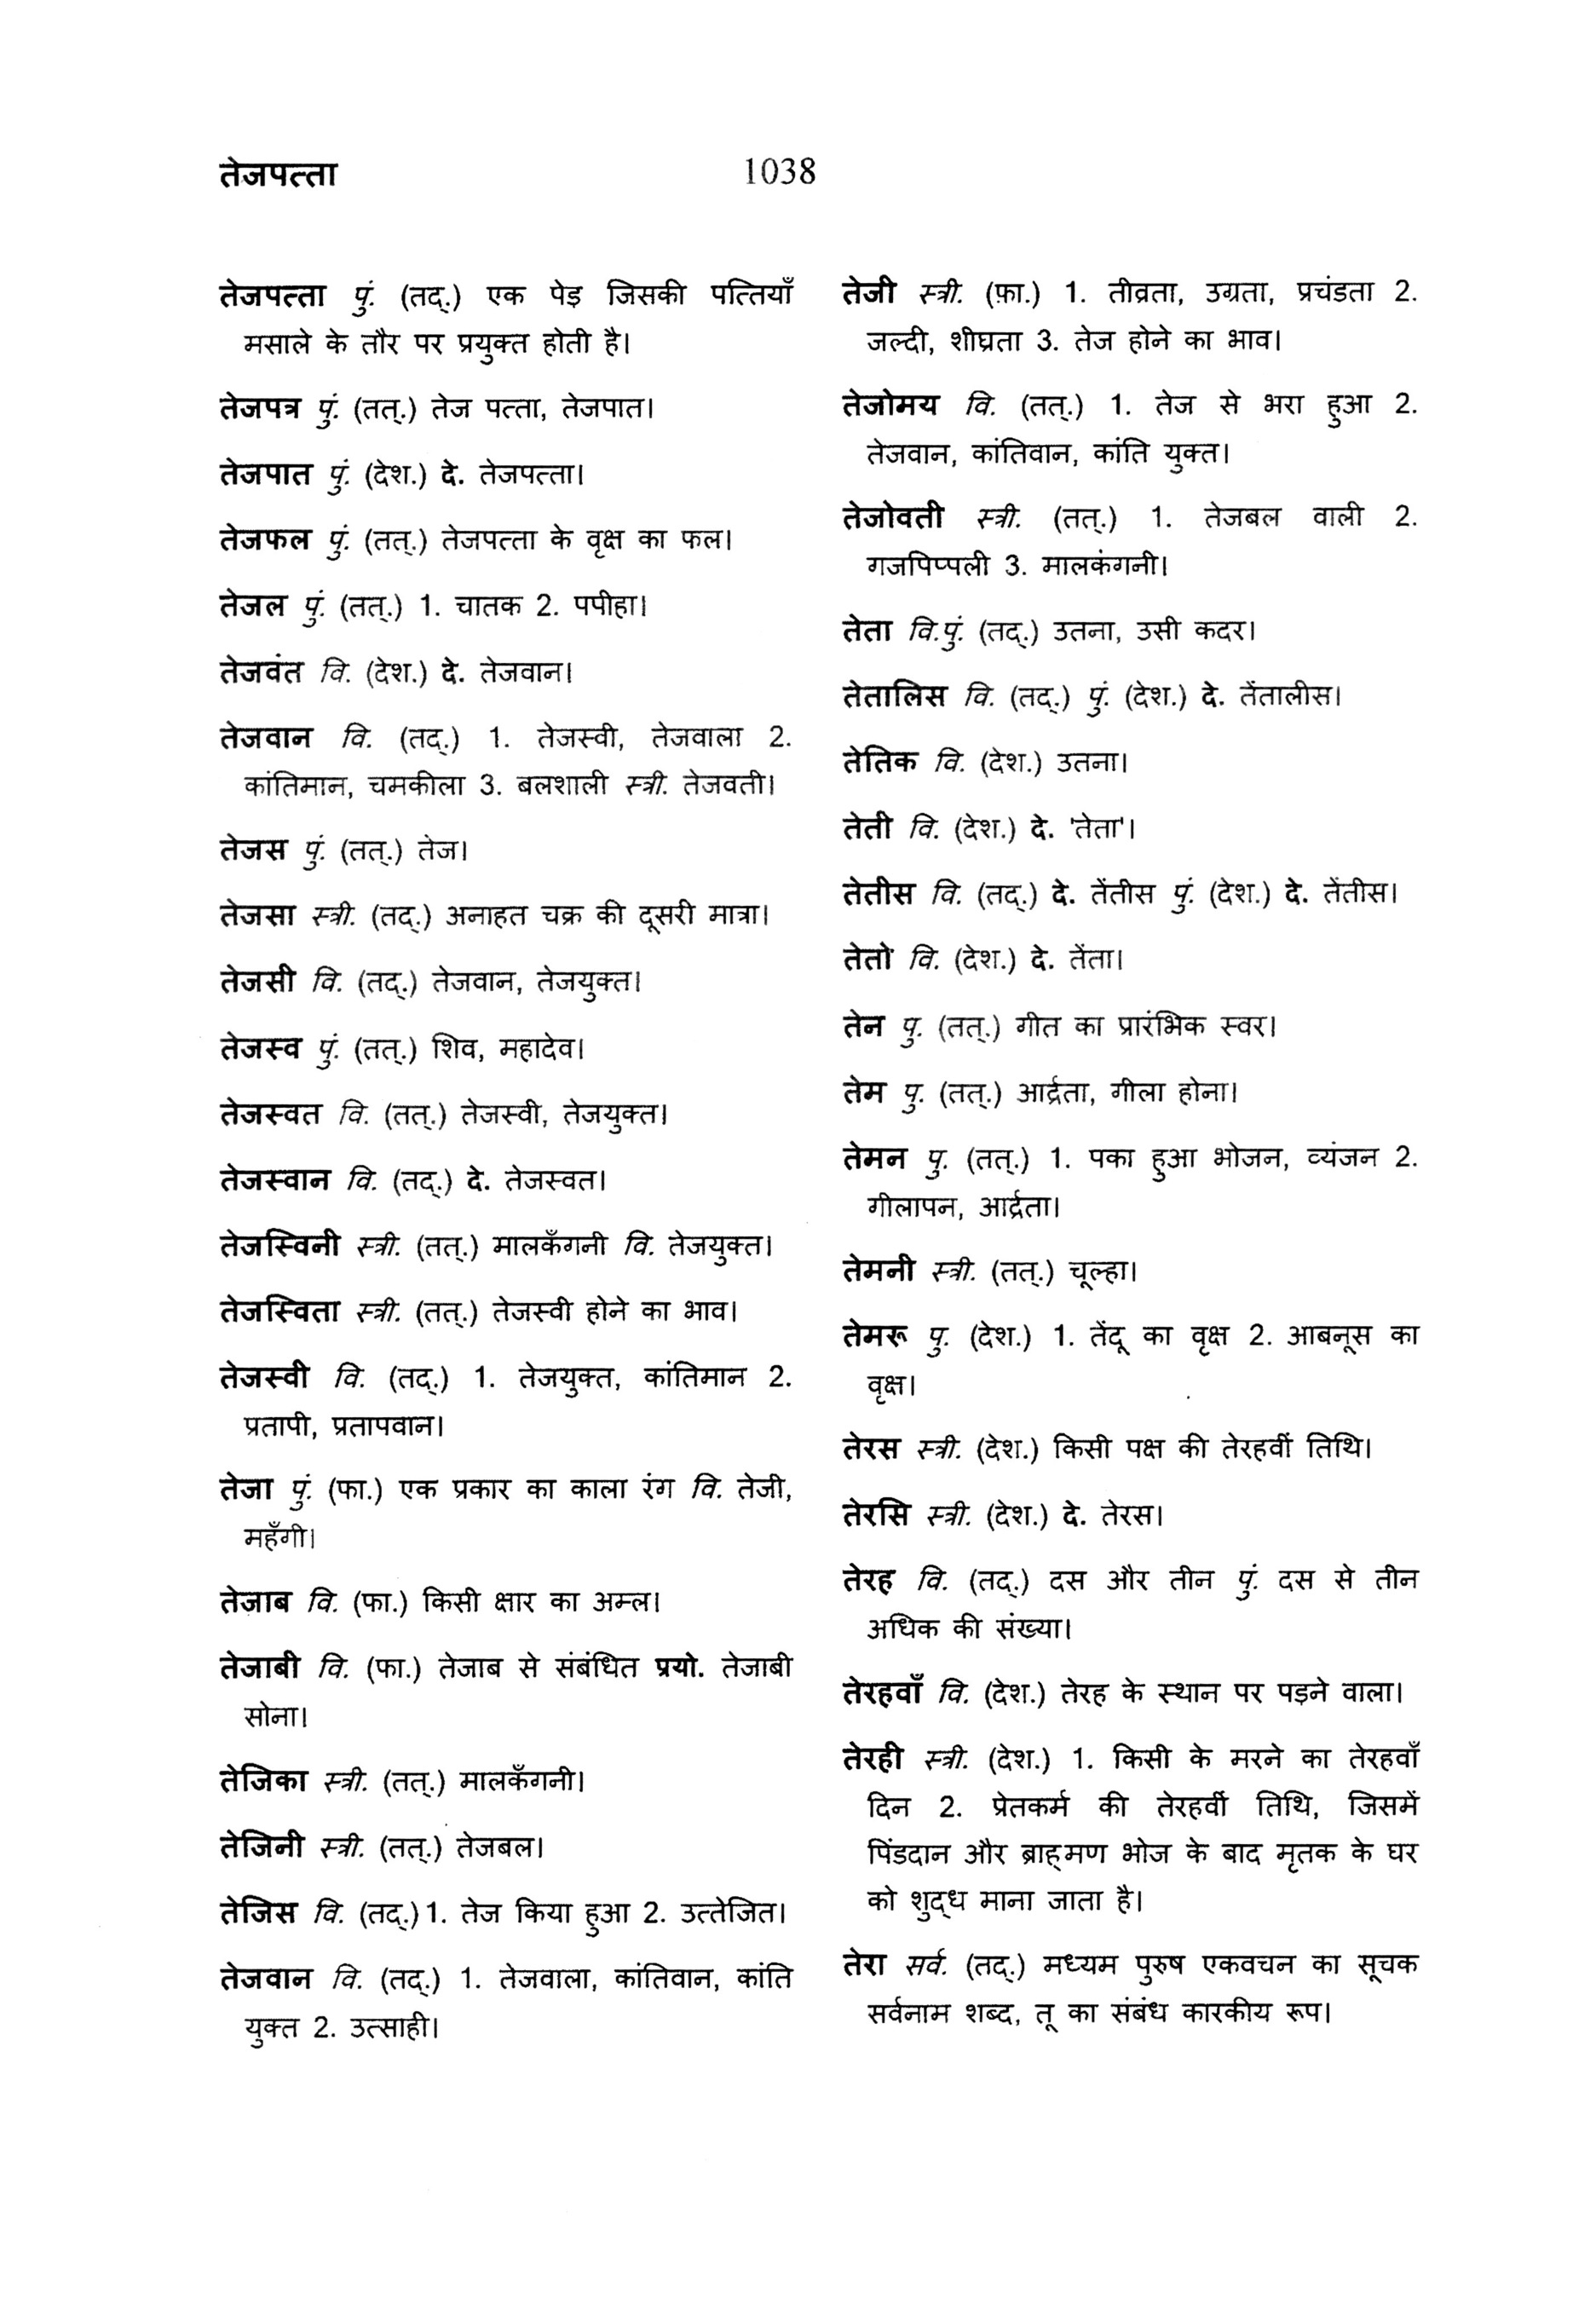 तेजपत्ता
1038
तेजपत्ता पुं. (तद्.) एक पेड़ जिसकी पत्तियाँ
मसाले के तौर पर प्रयुक्त होती है।
तेजपत्र पुं. (तत्.) तेज पत्ता, तेजपात।
तेजपात पुं. (देश.) दे. तेजपत्ता।
तेजफल पुं. (तत्.) तेजपत्ता के वृक्ष का फल।
तेजल पुं. (तत्.) 1. चातक 2. पपीहा।
तेजवंत वि. (देश.) दे. तेजवान।
तेजवान वि. (तद्.) 1. तेजस्वी, तेजवाला 2.
कांतिमान, चमकीला 3. बलशाली स्त्री. तेजवती।
तेजस पुं. (तत्.) तेज।
तेजसा स्त्री. (तद्.) अनाहत चक्र की दूसरी मात्रा।
तेजसी वि. (तद्.) तेजवान, तेजयुक्त।
तेजस्व पुं. (तत्.) शिव, महादेव।
तेजस्वत वि. (तत्.) तेजस्वी, तेजयुक्त।
तेजस्वान वि. (तद्.) दे. तेजस्वत।
तेजस्विनी स्त्री. (तत्.) मालकँगनी वि. तेजयुक्त।
तेजस्विता स्त्री. (तत्.) तेजस्वी होने का भाव।
तेजस्वी वि. (तद्.) 1. तेजयुक्त, कांतिमान 2.
प्रतापी, प्रतापवान।
तेजा पुं. (फा.) एक प्रकार का काला रंग वि. तेजी,
महँगी।
तेजाब वि. (फा.) किसी क्षार का अम्ल।
तेजाबी वि. (फा.) तेजाब से संबंधित प्रयो. तेजाबी
सोना।
तेजिका स्त्री. (तत्.) मालकँगनी।
तेजिनी स्त्री. (तत्.) तेजबल।
तेजिस वि. (तद्.) 1. तेज किया हुआ 2. उत्तेजित।
तेजवान वि. (तद्.) 1. तेजवाला, कांतिवान, कांति
युक्त 2. उत्साही।
तेजी स्त्री. (फ़ा.) 1. तीव्रता, उग्रता, प्रचंडता 2.
जल्दी, शीघ्रता 3. तेज होने का भाव।
तेजोमय वि. (तत्.) 1. तेज से भरा हुआ 2.
तेजवान, कांतिवान, कांति युक्त।
तेजोवती स्त्री. (तत्.) 1. तेजबल वाली 2.
गजपिप्पली 3. मालकंगनी।
तेता वि.पुं. (तद्.) उतना, उसी कदर।
तेतालिस वि. (तद्.) पुं. (देश.) दे. तेंतालीस।
तेतिक वि. (देश.) उतना।
तेती वि. (देश.) दे. 'तेता'।
तेतीस वि. (तद्.) दे. तेंतीस पुं. (देश.) दे. तेंतीस।
तेतो वि. (देश.) दे. तेंता।
तेन पु. (तत्.) गीत का प्रारंभिक स्वर।
तेम पु. (तत्.) आर्द्रता, गीला होना।
तेमन पु. (तत्.) 1. पका हुआ भोजन, व्यंजन 2.
गीलापन, आर्द्रता।
तेमनी स्त्री. (तत्.) चूल्हा।
तेमरू पु. (देश.) 1. तेंदू का वृक्ष 2. आबनूस का
वृक्ष।
तेरस स्त्री. (देश.) किसी पक्ष की तेरहवीं तिथि।
तेरसि स्त्री. (देश.) दे. तेरस।
तेरह वि. (तद्.) दस और तीन पुं. दस से तीन
अधिक की संख्या।
तेरहवाँ वि. (देश.) तेरह के स्थान पर पड़ने वाला।
तेरही स्त्री. (देश.) 1. किसी के मरने का तेरहवाँ
दिन 2. प्रेतकर्म की तेरहवीं तिथि, जिसमें
पिंडदान और ब्राह्मण भोज के बाद मृतक के घर
को शुद्ध माना जाता है।
तेरा सर्व. (तद्.) मध्यम पुरुष एकवचन का सूचक
सर्वनाम शब्द, तू का संबंध कारकीय रूप।